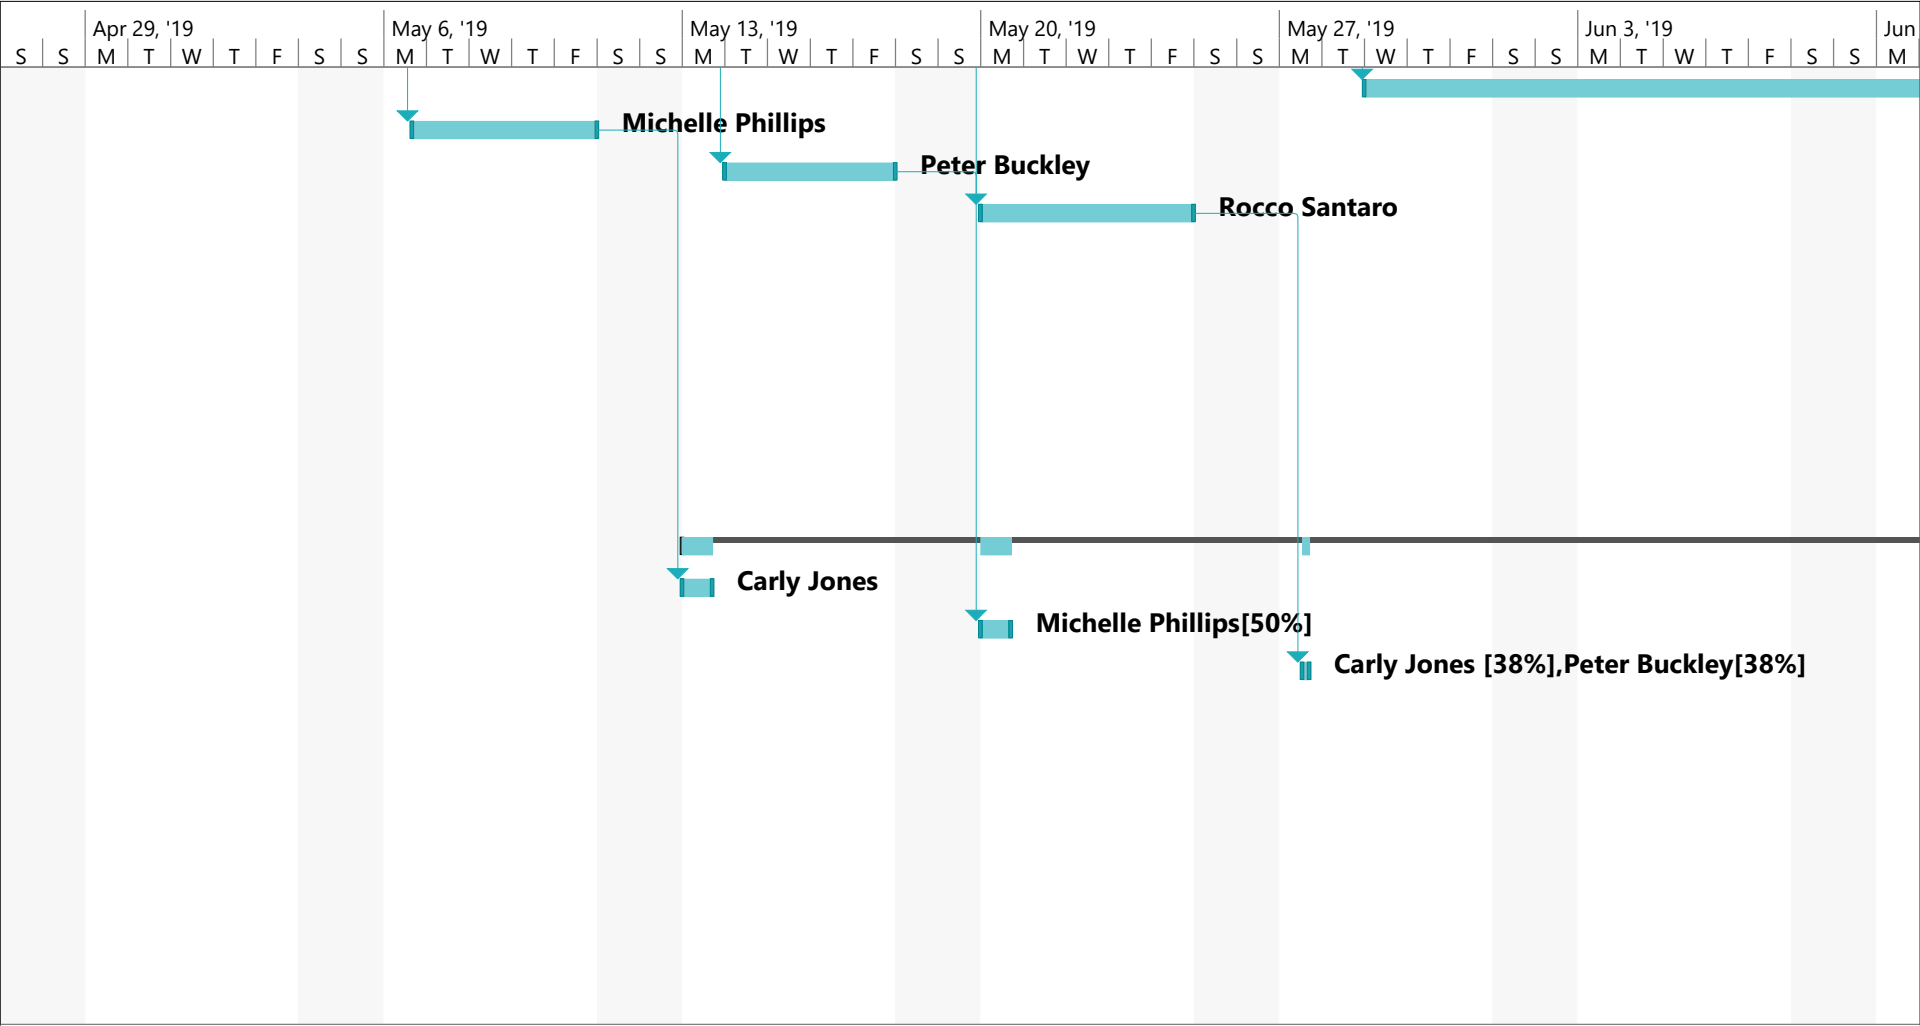 Apr 29, '19 May 6, '19 May 13, '19 May 20, '19 May 27, '19 Jun 3, '19 Jun
S S M T W T F S S M T W T F S S M T W T F S S M T W T F S S M T W T F S S M T W T F S S M
Michelle Phillips
Peter Buckley
Rocco Santaro
Carly Jones
Michelle Phillips[50%]
Carly Jones [38%],Peter Buckley[38%]